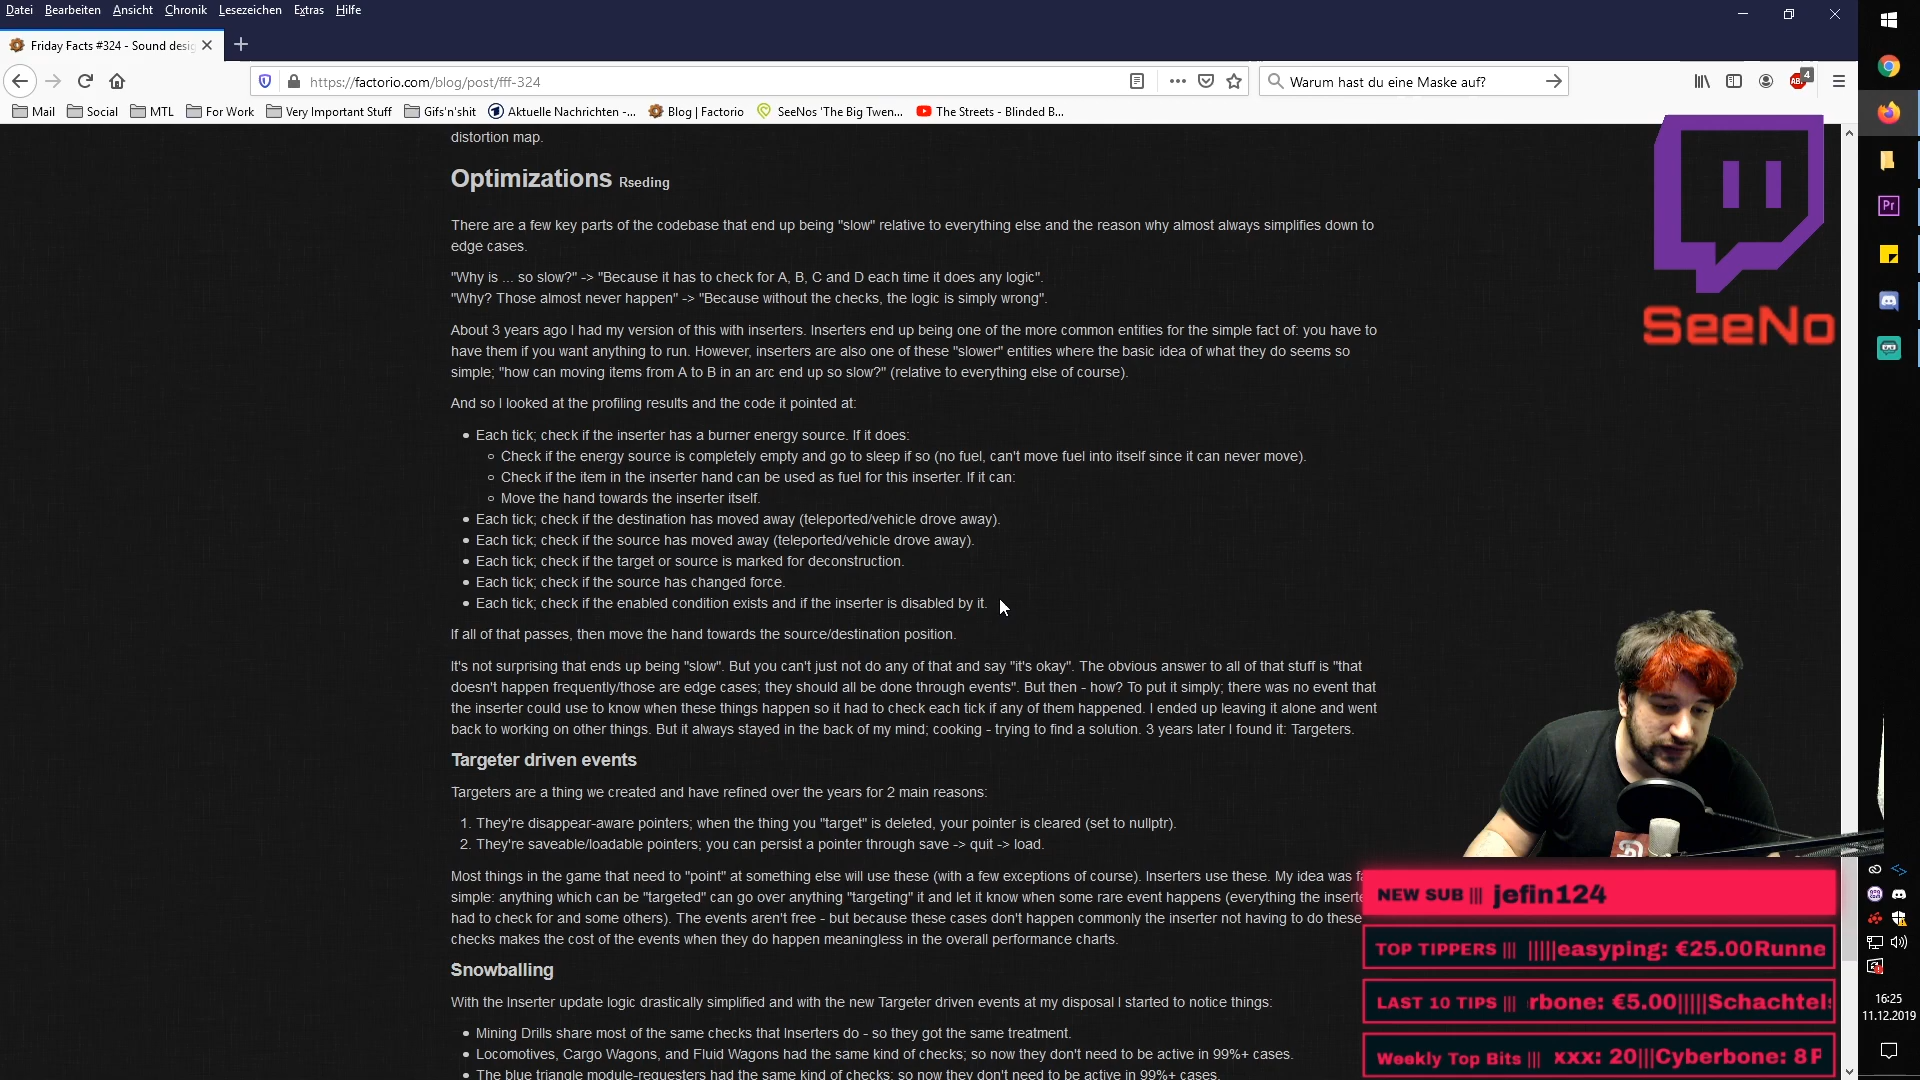 Datei Bearbeiten Ansicht Chronik Lesezeichen Extras Hilfe
Friday Facts #324 - Sound desig
https://factorio.com/blog/post/fff-324
Warum hast du eine Maske auf?
4
Mail Social MTL For Work Very Important Stuff Gifs'n'shit Aktuelle Nachrichten -... Blog | Factorio SeeNos 'The Big Twen... The Streets - Blinded B...
distortion map.
Optimizations Rseding
There are a few key parts of the codebase that end up being "slow" relative to everything else and the reason why almost always simplifies down to
edge cases.
"Why is ... so slow?" -> "Because it has to check for A, B, C and D each time it does any logic".
"Why? Those almost never happen" -> "Because without the checks, the logic is simply wrong".
About 3 years ago I had my version of this with inserters. Inserters end up being one of the more common entities for the simple fact of: you have to
have them if you want anything to run. However, inserters are also one of these "slower" entities where the basic idea of what they do seems so
simple; "how can moving items from A to B in an arc end up so slow?" (relative to everything else of course).
And so I looked at the profiling results and the code it pointed at:
• Each tick; check if the inserter has a burner energy source. If it does:
○ Check if the energy source is completely empty and go to sleep if so (no fuel, can't move fuel into itself since it can never move).
○ Check if the item in the inserter hand can be used as fuel for this inserter. If it can:
○ Move the hand towards the inserter itself.
• Each tick; check if the destination has moved away (teleported/vehicle drove away).
• Each tick; check if the source has moved away (teleported/vehicle drove away).
• Each tick; check if the target or source is marked for deconstruction.
• Each tick; check if the source has changed force.
• Each tick; check if the enabled condition exists and if the inserter is disabled by it.
If all of that passes, then move the hand towards the source/destination position.
It's not surprising that ends up being "slow". But you can't just not do any of that and say "it's okay". The obvious answer to all of that stuff is "that
doesn't happen frequently/those are edge cases; they should all be done through events". But then - how? To put it simply; there was no event that
the inserter could use to know when these things happen so it had to check each tick if any of them happened. I ended up leaving it alone and went
back to working on other things. But it always stayed in the back of my mind; cooking - trying to find a solution. 3 years later I found it: Targeters.
Targeter driven events
Targeters are a thing we created and have refined over the years for 2 main reasons:
1. They're disappear-aware pointers; when the thing you "target" is deleted, your pointer is cleared (set to nullptr).
2. They're saveable/loadable pointers; you can persist a pointer through save -> quit -> load.
Most things in the game that need to "point" at something else will use these (with a few exceptions of course). Inserters use these. My idea was
simple: anything which can be "targeted" can go over anything "targeting" it and let it know when some rare event happens (everything the inserte
had to check for and some others). The events aren't free - but because these cases don't happen commonly the inserter not having to do these
checks makes the cost of the events when they do happen meaningless in the overall performance charts.
Snowballing
With the Inserter update logic drastically simplified and with the new Targeter driven events at my disposal I started to notice things:
• Mining Drills share most of the same checks that Inserters do - so they got the same treatment.
• Locomotives, Cargo Wagons, and Fluid Wagons had the same kind of checks; so now they don't need to be active in 99%+ cases.
• The blue triangle module-requesters had the same kind of checks; so now they don't need to be active in 99%+ cases.
SeeNo
NEW SUB ||| jefin124
TOP TIPPERS ||| |||||easyping: €25.00Runne
LAST 10 TIPS ||| rbone: €5.00|||||Schachtel
Weekly Top Bits ||| xxx: 20|||Cyberbone: 8
Pr
16:25
11.12.2019